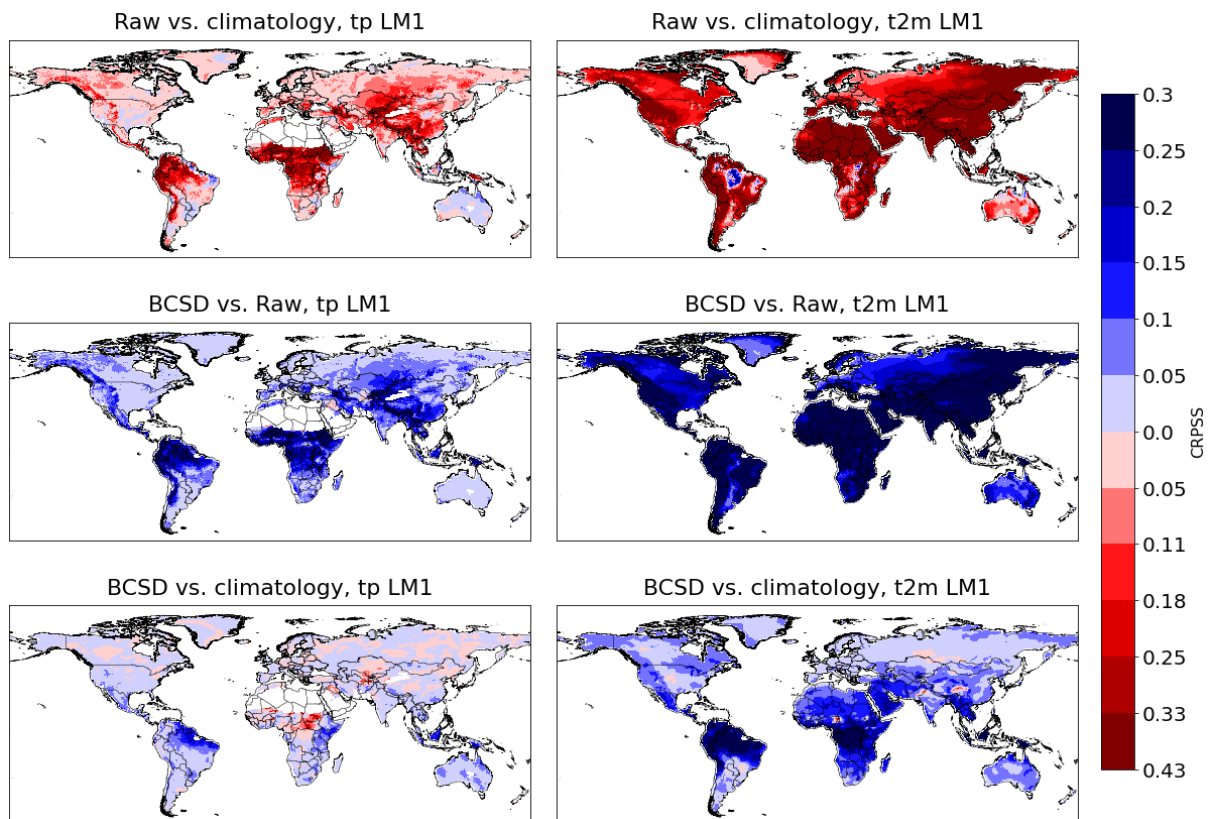 Raw vs. climatology, tp LM1
Raw vs. climatology, t2m LM1
BCSD vs. Raw, tp LM1
BCSD vs. Raw, t2m LM1
BCSD vs. climatology, tp LM1
BCSD vs. climatology, t2m LM1
0.3
0.25
0.2
0.15
0.1
0.05
0.0
0.05
0.11
0.18
0.25
0.33
0.43
CRPSS